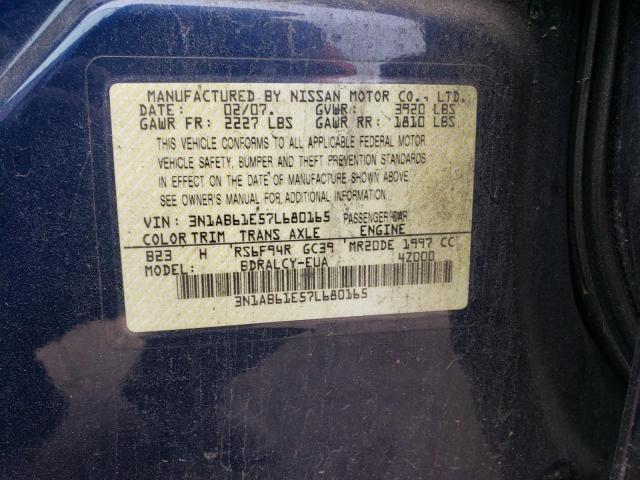 MANUFACTURED BY NISSAN MOTOR CO., LTD.
DATE: 02/07. GVWR: 3920 LBS
GAWR FR: 2227 LBS GAWR RR: 1810 LBS
THIS VEHICLE CONFORMS TO ALL APPLICABLE FEDERAL MOTOR
VEHICLE SAFETY, BUMPER AND THEFT PREVENTION STANDARDS
IN EFFECT ON THE DATE OF MANUFACTURE SHOWN ABOVE.
SEE OWNER'S MANUAL, ADDITIONAL INFORMATION
VIN: 3N1AB61E57L680165 PASSENGER CAR
COLOR TRIM TRANS AXLE ENGINE
B23 H RS6F94R GC39 MR20DE 1997 CC
MODEL: BDRALCY-EUA 4Z000
3N1AB61E57L680165